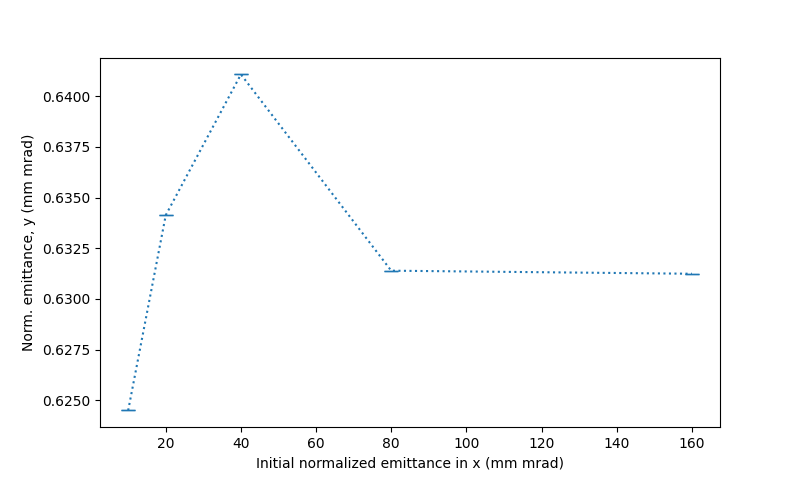 0.6400
0.6375
0.6350
0.6325
0.6300
0.6275
0.6250
Norm. emittance, y (mm mrad)
20 40 60 80 100 120 140 160
Initial normalized emittance in x (mm mrad)